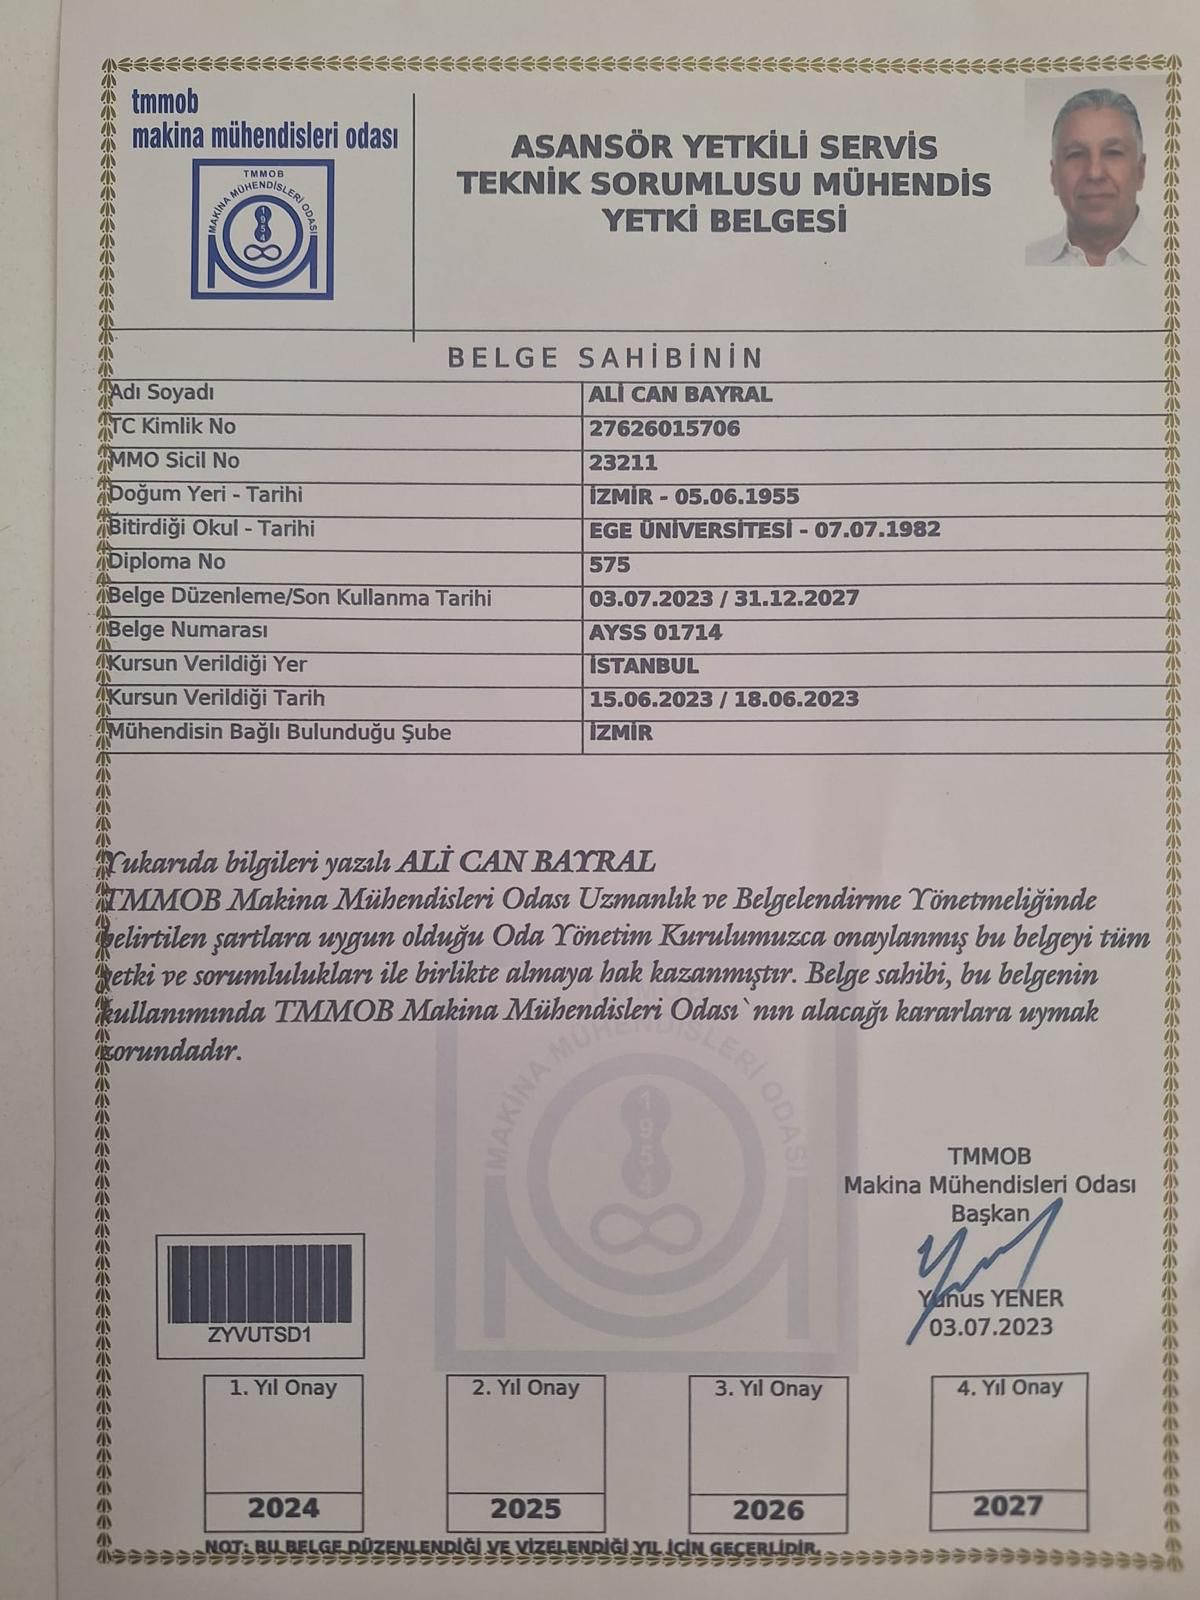 tmmob
makina mühendisleri odası
TMMOB
MAKİNA MÜHENDİSLERİ ODASI
1954
ASANSÖR YETKİLİ SERVİS
TEKNİK SORUMLUSU MÜHENDİS
YETKİ BELGESİ
BELGE SAHİBİNİN
Adı Soyadı ALİ CAN BAYRAL
TC Kimlik No 27626015706
MMO Sicil No 23211
Doğum Yeri - Tarihi İZMİR - 05.06.1955
Bitirdiği Okul - Tarihi EGE ÜNİVERSİTESİ - 07.07.1982
Diploma No 575
Belge Düzenleme/Son Kullanma Tarihi 03.07.2023 / 31.12.2027
Belge Numarası AYSS 01714
Kursun Verildiği Yer İSTANBUL
Kursun Verildiği Tarih 15.06.2023 / 18.06.2023
Mühendisin Bağlı Bulunduğu Şube İZMİR
Yukarıda bilgileri yazılı ALİ CAN BAYRAL
TMMOB Makina Mühendisleri Odası Uzmanlık ve Belgelendirme Yönetmeliğinde
belirtilen şartlara uygun olduğu Oda Yönetim Kurulumuzca onaylanmış bu belgeyi tüm
yetki ve sorumlulukları ile birlikte almaya hak kazanmıştır. Belge sahibi, bu belgenin
kullanımında TMMOB Makina Mühendisleri Odası`nın alacağı kararlara uymak
zorundadır.
TMMOB
MAKİNA MÜHENDİSLERİ ODASI
1954
TMMOB
Makina Mühendisleri Odası
Başkan
Yunus YENER
03.07.2023
ZYVUTSD1
1. Yıl Onay 2. Yıl Onay 3. Yıl Onay 4. Yıl Onay
2024 2025 2026 2027
NOT: BU BELGE DÜZENLENDİĞİ VE VİZELENDİĞİ YIL İÇİN GEÇERLİDİR.